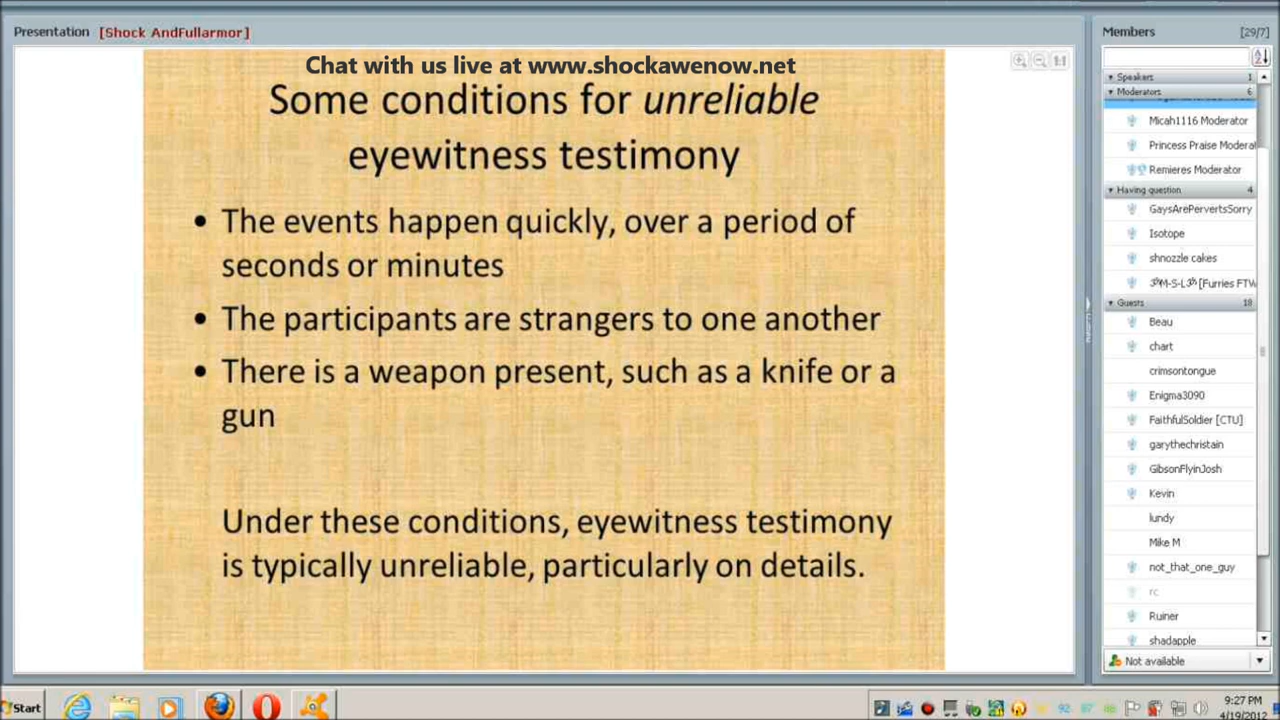 Presentation [Shock AndFullarmor]
Chat with us live at www.shockawenow.net
Some conditions for unreliable
eyewitness testimony
• The events happen quickly, over a period of
seconds or minutes
• The participants are strangers to one another
• There is a weapon present, such as a knife or a
gun
Under these conditions, eyewitness testimony
is typically unreliable, particularly on details.
Members [29/7]
Speakers 1
Moderators 6
Micah1116 Moderator
Princess Praise Modera
Remieres Moderator
Having question 4
GaysArePervertsSorry
Isotope
shnozzle cakes
M-S-L [Furries FTW
Guests 18
Beau
chart
crimsontongue
Enigma3090
FaithfulSoldier [CTU]
garythechristain
GibsonFlyinJosh
Kevin
lundy
Mike M
not_that_one_guy
rc
Ruiner
shadapple
Not available
Start
9:27 PM
4/19/2012